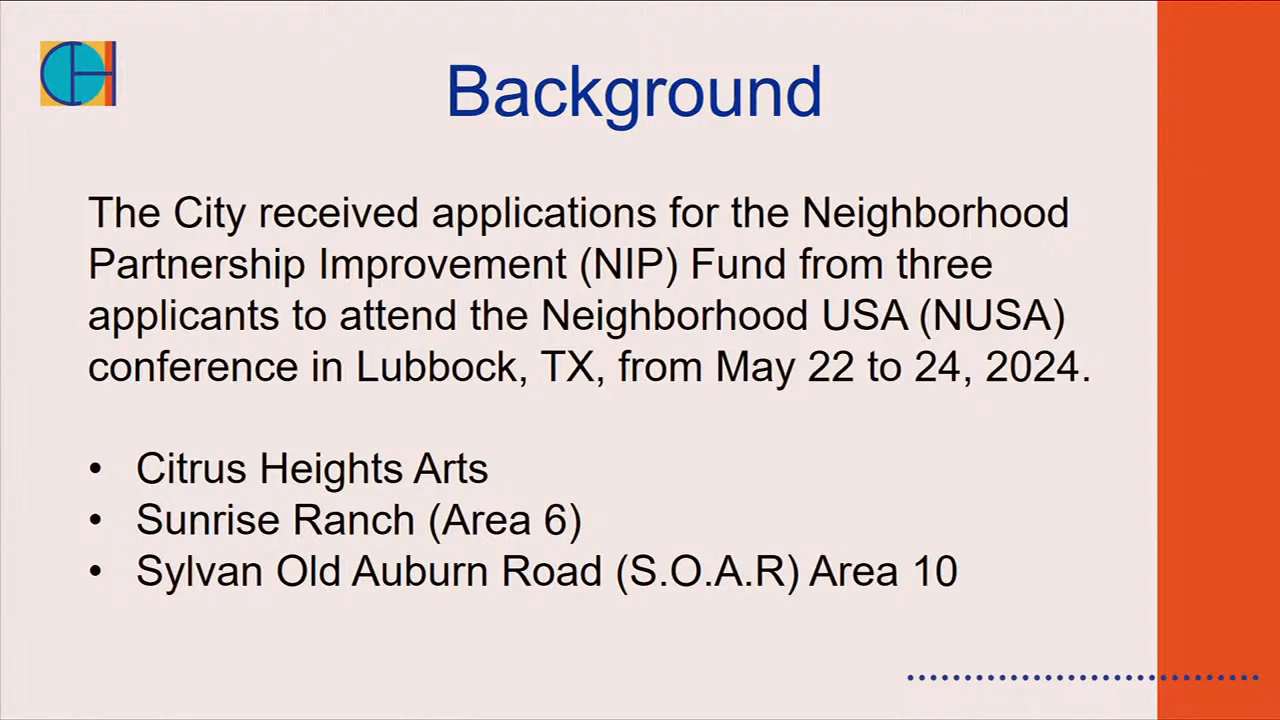 Background
The City received applications for the Neighborhood
Partnership Improvement (NIP) Fund from three
applicants to attend the Neighborhood USA (NUSA)
conference in Lubbock, TX, from May 22 to 24, 2024.
• Citrus Heights Arts
• Sunrise Ranch (Area 6)
• Sylvan Old Auburn Road (S.O.A.R) Area 10